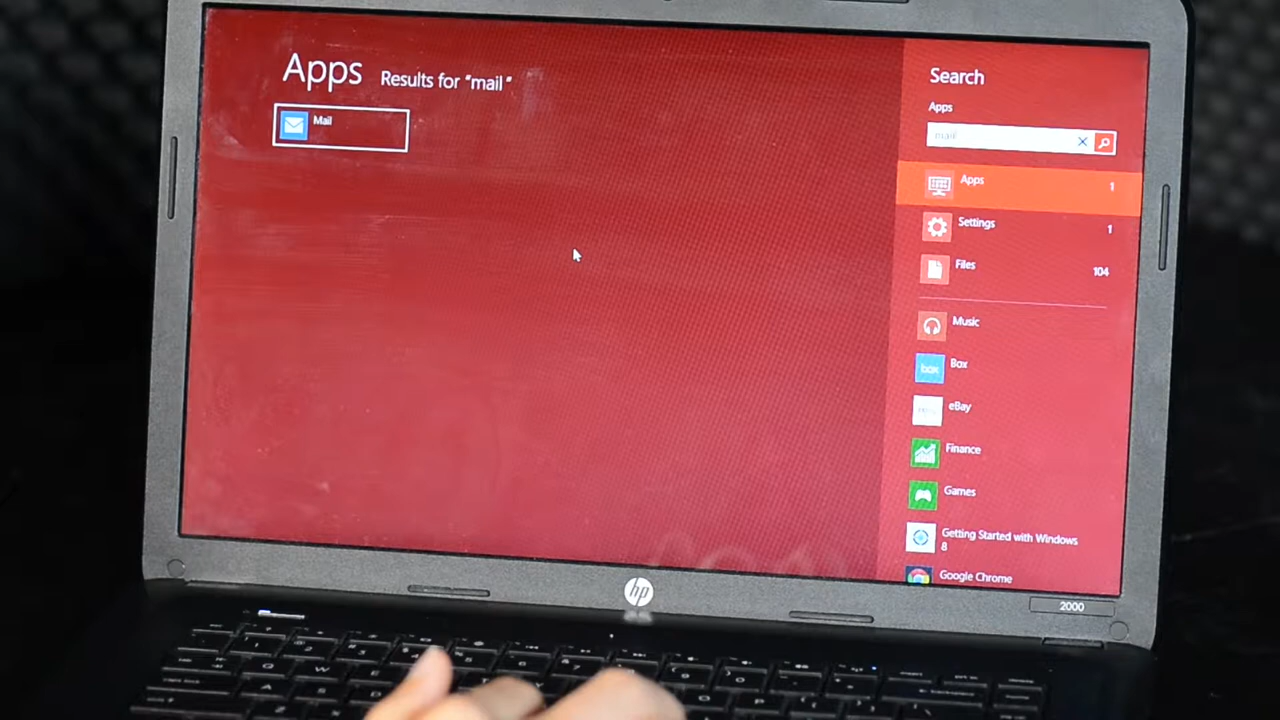 Apps Results for "mail"
Mail
Search
Apps
mail
Apps 1
Settings 1
Files 104
Music
box Box
eBay
Finance
Games
Getting Started with Windows
8
Google Chrome
hp
2000